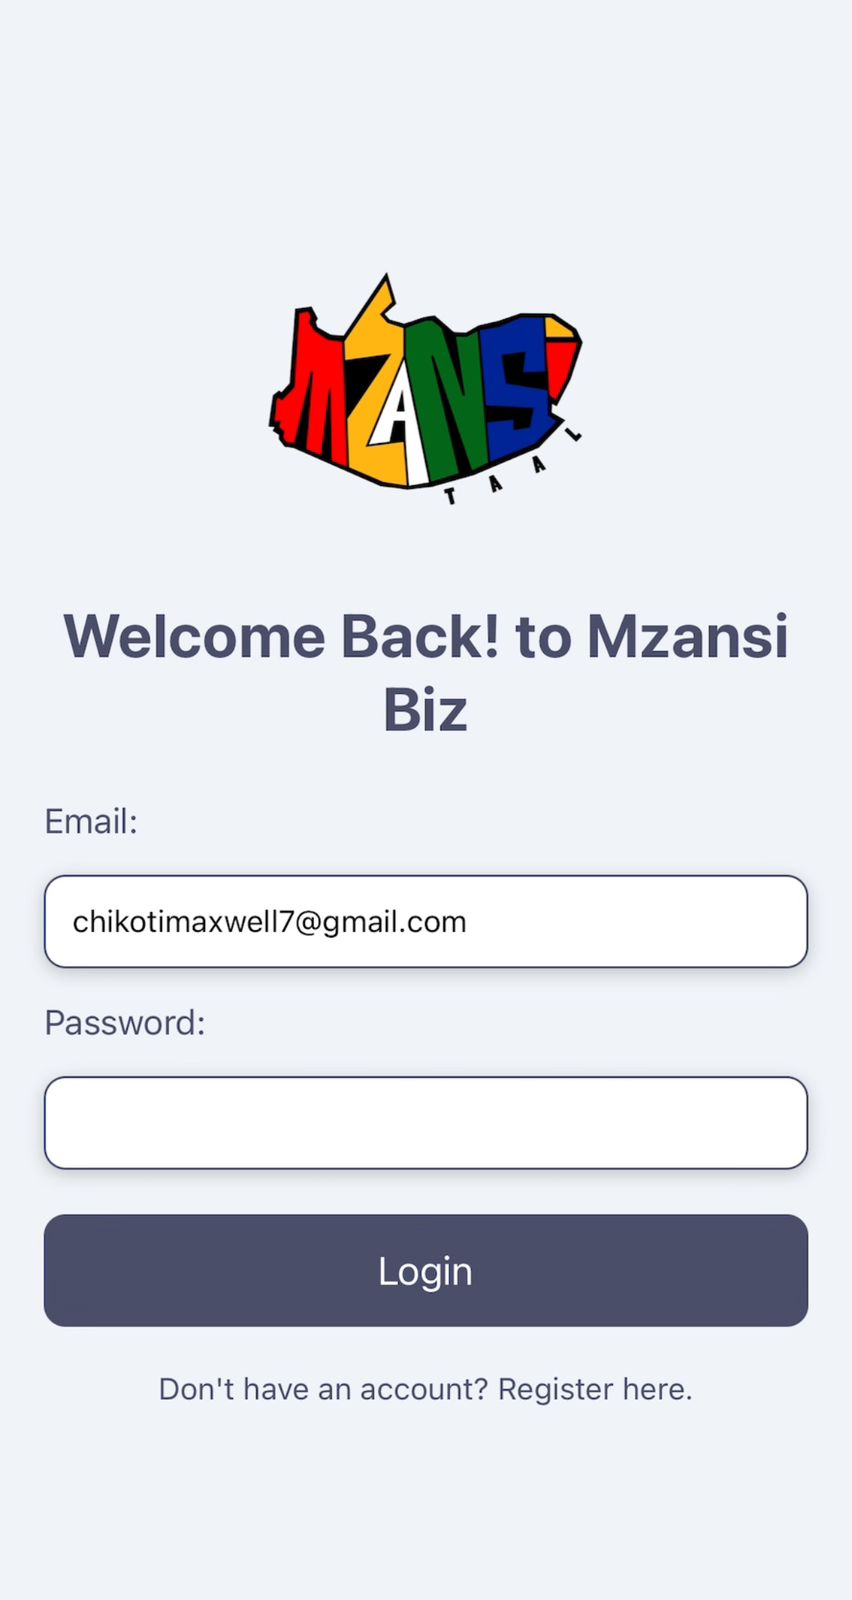 MZANSi
TAAL
Welcome Back! to Mzansi
Biz
Email:
chikotimaxwell7@gmail.com
Password:
Login
Don't have an account? Register here.